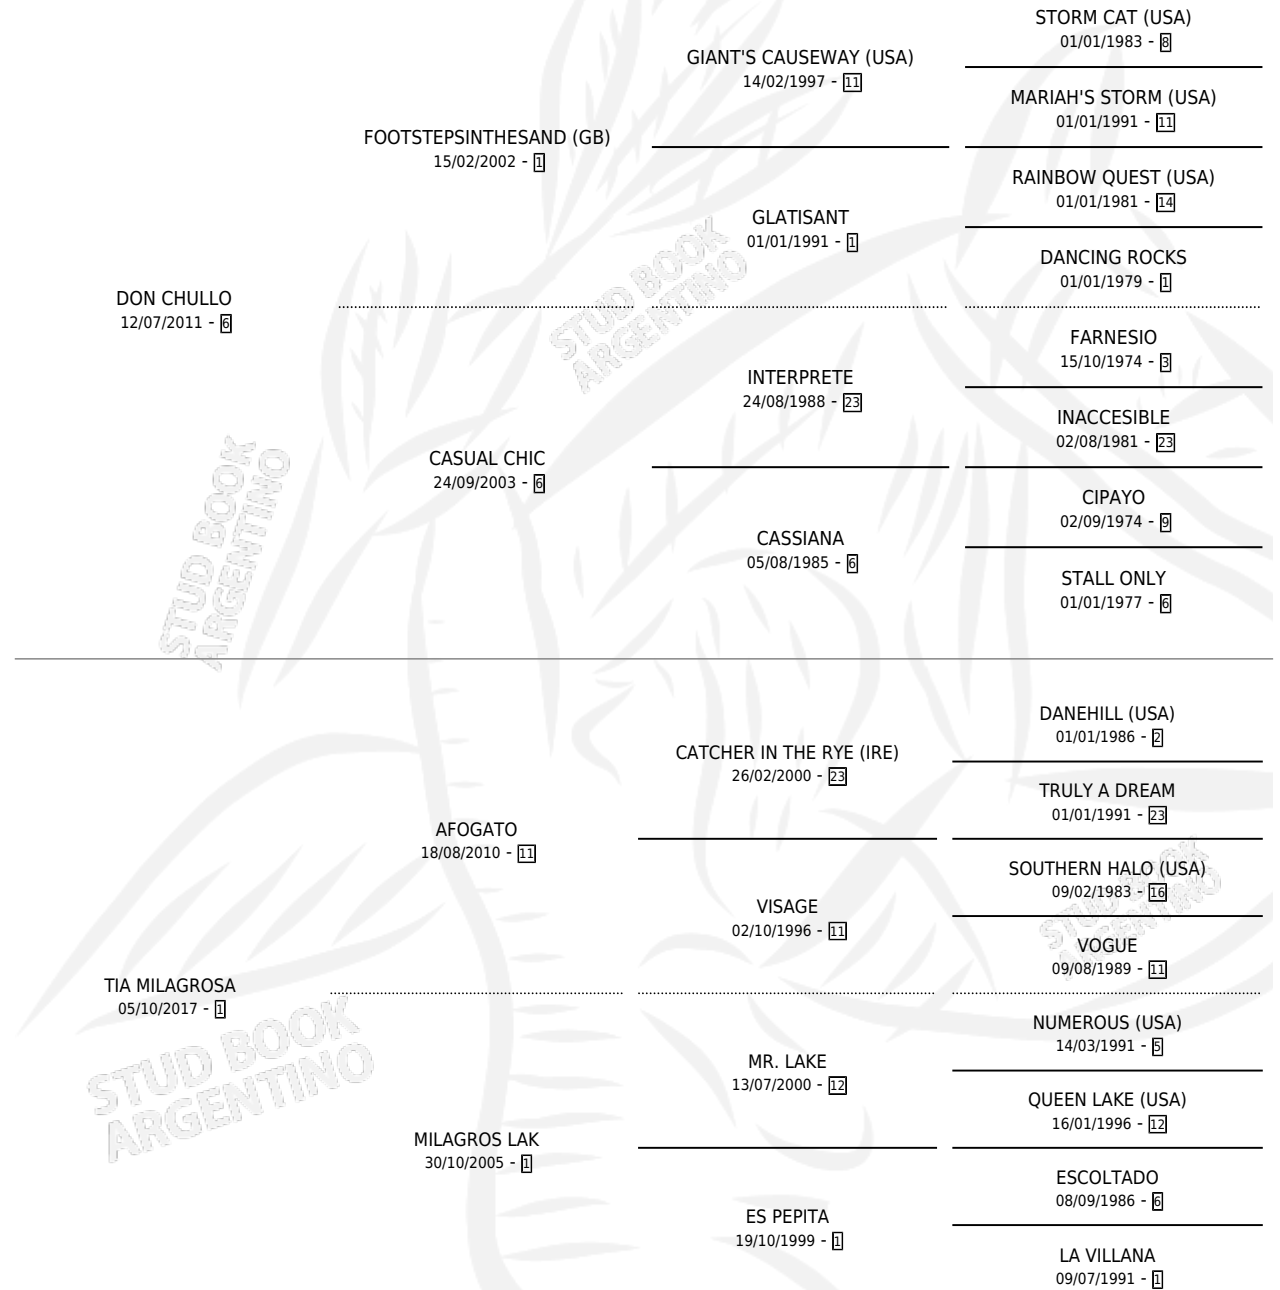 STORM CAT (USA)
01/01/1983 - 8
GIANT'S CAUSEWAY (USA)
14/02/1997 - 11
MARIAH'S STORM (USA)
01/01/1991 - 11
FOOTSTEPSINTHESAND (GB)
15/02/2002 - 1
RAINBOW QUEST (USA)
01/01/1981 - 14
GLATISANT
01/01/1991 - 1
DANCING ROCKS
01/01/1979 - 1
DON CHULLO
12/07/2011 - 6
FARNESIO
15/10/1974 - 3
INTERPRETE
24/08/1988 - 23
INACCESIBLE
02/08/1981 - 23
CASUAL CHIC
24/09/2003 - 6
CIPAYO
02/09/1974 - 9
CASSIANA
05/08/1985 - 6
STALL ONLY
01/01/1977 - 6
STUD BOOK
ARGENTINO
STUD BOOK
ARGENTINO
DANEHILL (USA)
01/01/1986 - 2
CATCHER IN THE RYE (IRE)
26/02/2000 - 23
TRULY A DREAM
01/01/1991 - 23
AFOGATO
18/08/2010 - 11
SOUTHERN HALO (USA)
09/02/1983 - 16
VISAGE
02/10/1996 - 11
VOGUE
09/08/1989 - 11
STUD BOOK
ARGENTINO
TIA MILAGROSA
05/10/2017 - 1
NUMEROUS (USA)
14/03/1991 - 5
MR. LAKE
13/07/2000 - 12
QUEEN LAKE (USA)
16/01/1996 - 12
MILAGROS LAK
30/10/2005 - 1
ESCOLTADO
08/09/1986 - 6
ES PEPITA
19/10/1999 - 1
LA VILLANA
09/07/1991 - 1
STUD BOOK
ARGENTINO